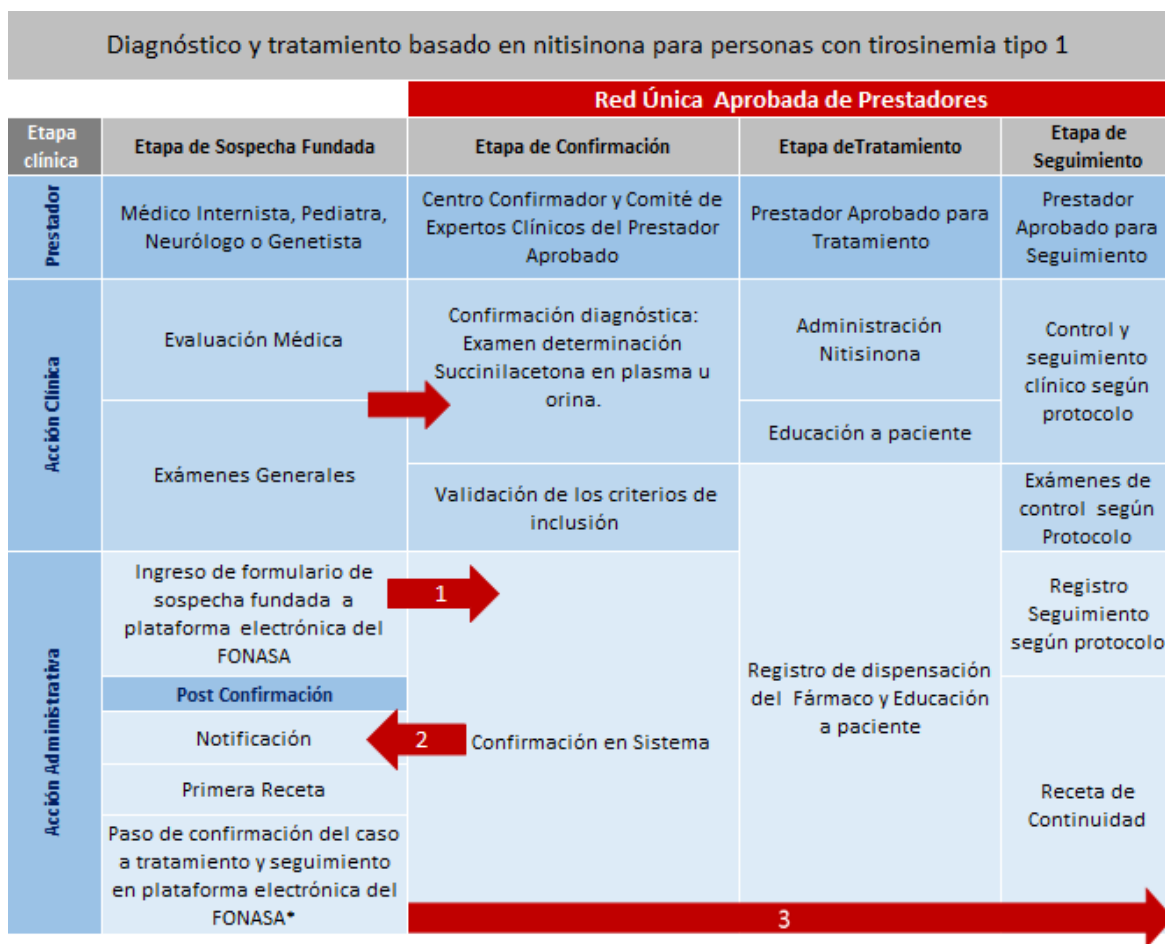 Diagnóstico y tratamiento basado en nitisinona para personas con tirosinemia tipo 1
Red Única Aprobada de Prestadores
Etapa
clínica
Etapa de Sospecha Fundada
Etapa de Confirmación
Etapa deTratamiento
Etapa de
Seguimiento
Prestador
Médico Internista, Pediatra,
Neurólogo o Genetista
Centro Confirmador y Comité de
Expertos Clínicos del Prestador
Aprobado
Prestador Aprobado para
Tratamiento
Prestador
Aprobado para
Seguimiento
Acción Clínica
Evaluación Médica
Exámenes Generales
Confirmación diagnóstica:
Examen determinación
Succinilacetona en plasma u
orina.
Validación de los criterios de
inclusión
Administración
Nitisinona
Educación a paciente
Control y
seguimiento
clínico según
protocolo
Exámenes de
control según
Protocolo
Acción Administrativa
Ingreso de formulario de
sospecha fundada a
plataforma electrónica del
FONASA
1
Post Confirmación
Notificación
2
Primera Receta
Paso de confirmación del caso
a tratamiento y seguimiento
en plataforma electrónica del
FONASA*
Confirmación en Sistema
Registro de dispensación
del Fármaco y Educación
a paciente
Registro
Seguimiento
según protocolo
Receta de
Continuidad
3